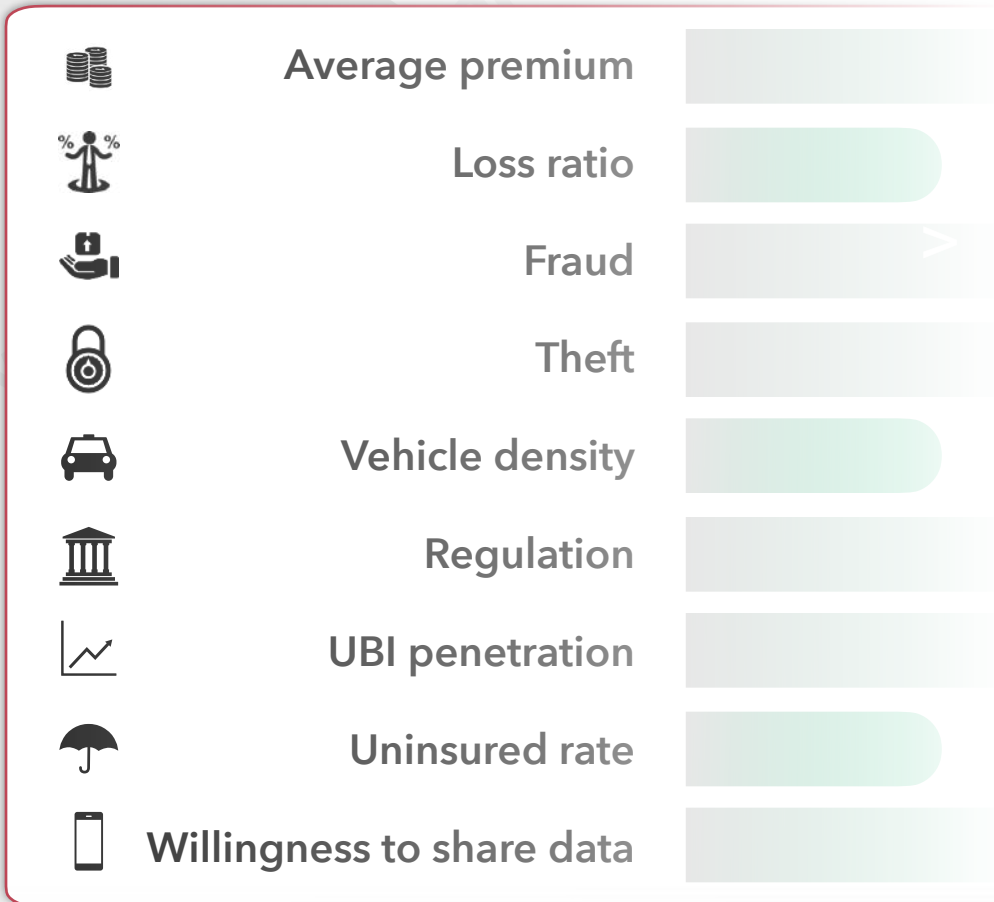 Average premium
% %
Loss ratio
Fraud
>
Theft
Vehicle density
Regulation
UBI penetration
Uninsured rate
Willingness to share data